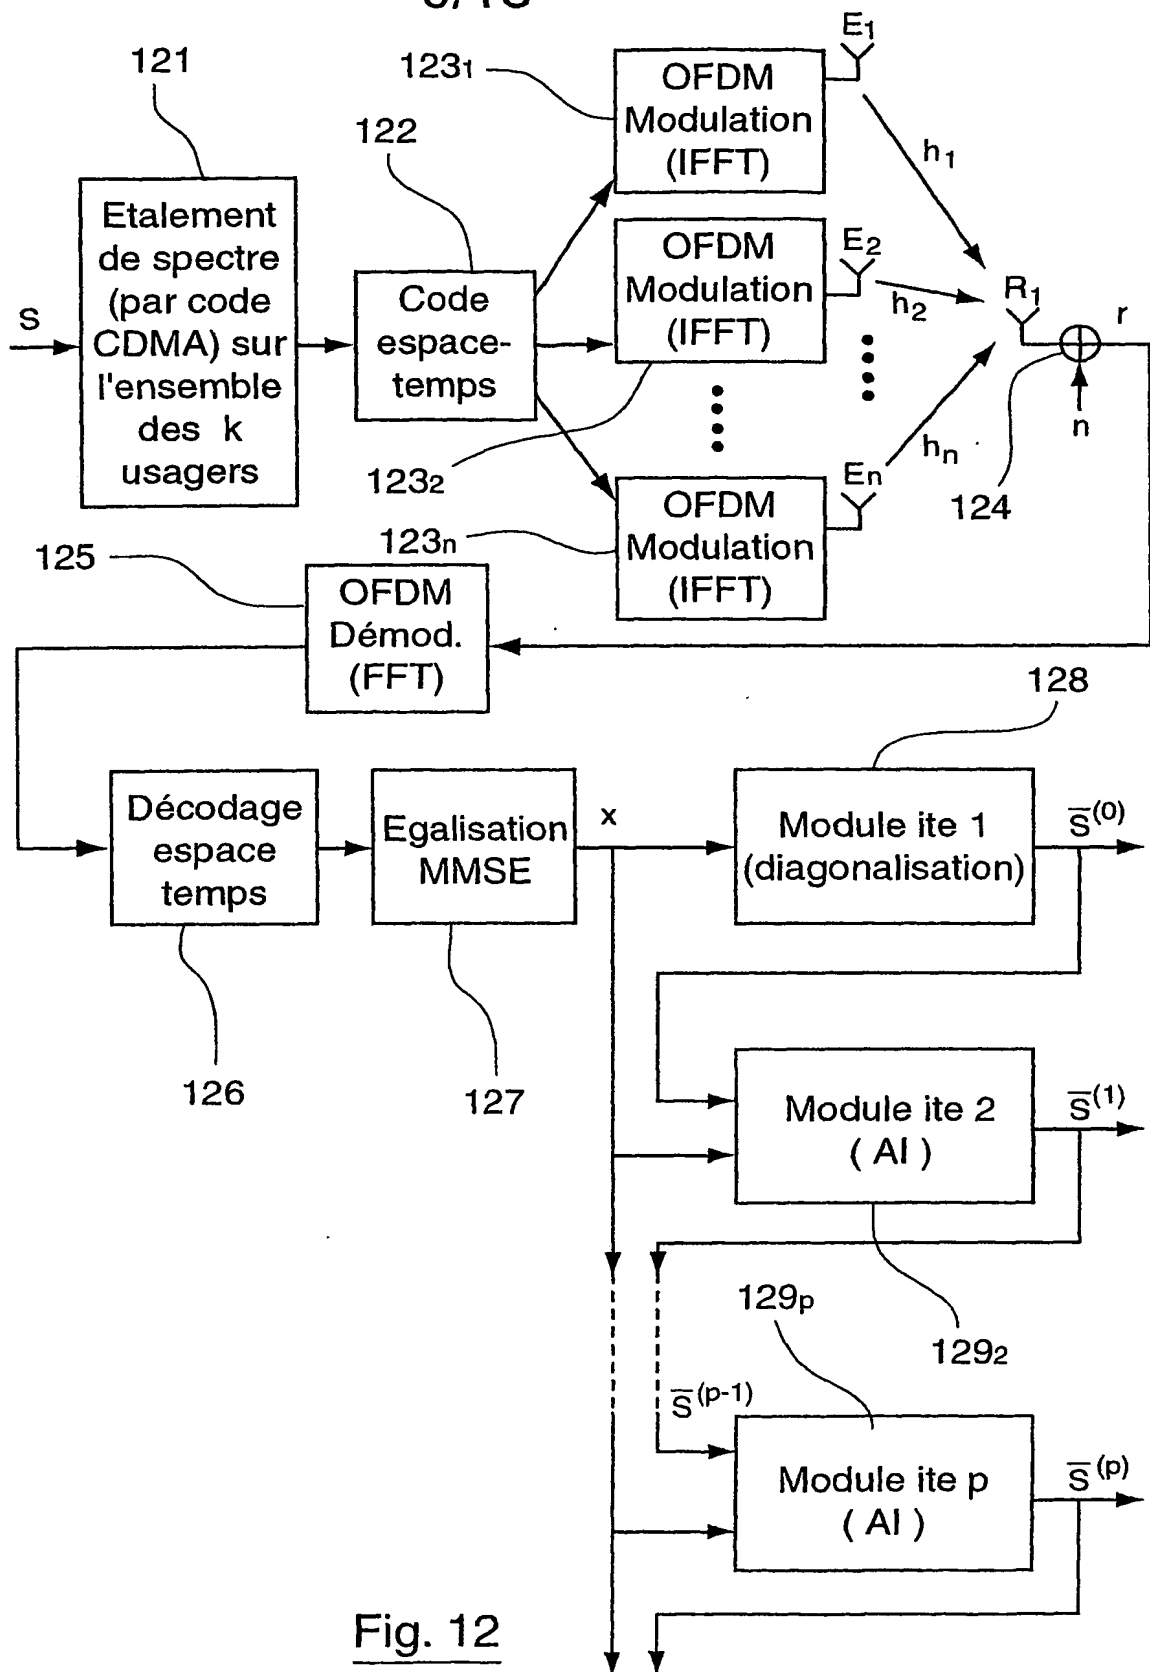 121
Etalement
de spectre
(par code
CDMA) sur
l'ensemble
des k
usagers
S
122
Code
espace-
temps
123₁
OFDM
Modulation
(IFFT)
E₁
h₁
OFDM
Modulation
(IFFT)
E₂
h₂
123₂
123ₙ
OFDM
Modulation
(IFFT)
Eₙ
hₙ
R₁
r
n
124
125
OFDM
Démod.
(FFT)
Décodage
espace
temps
126
Egalisation
MMSE
127
x
128
Module ite 1
(diagonalisation)
S̅⁽⁰⁾
Module ite 2
( AI )
S̅⁽¹⁾
129₂
129ₚ
S̅⁽ᵖ⁻¹⁾
Module ite p
( AI )
S̅⁽ᵖ⁾
Fig. 12